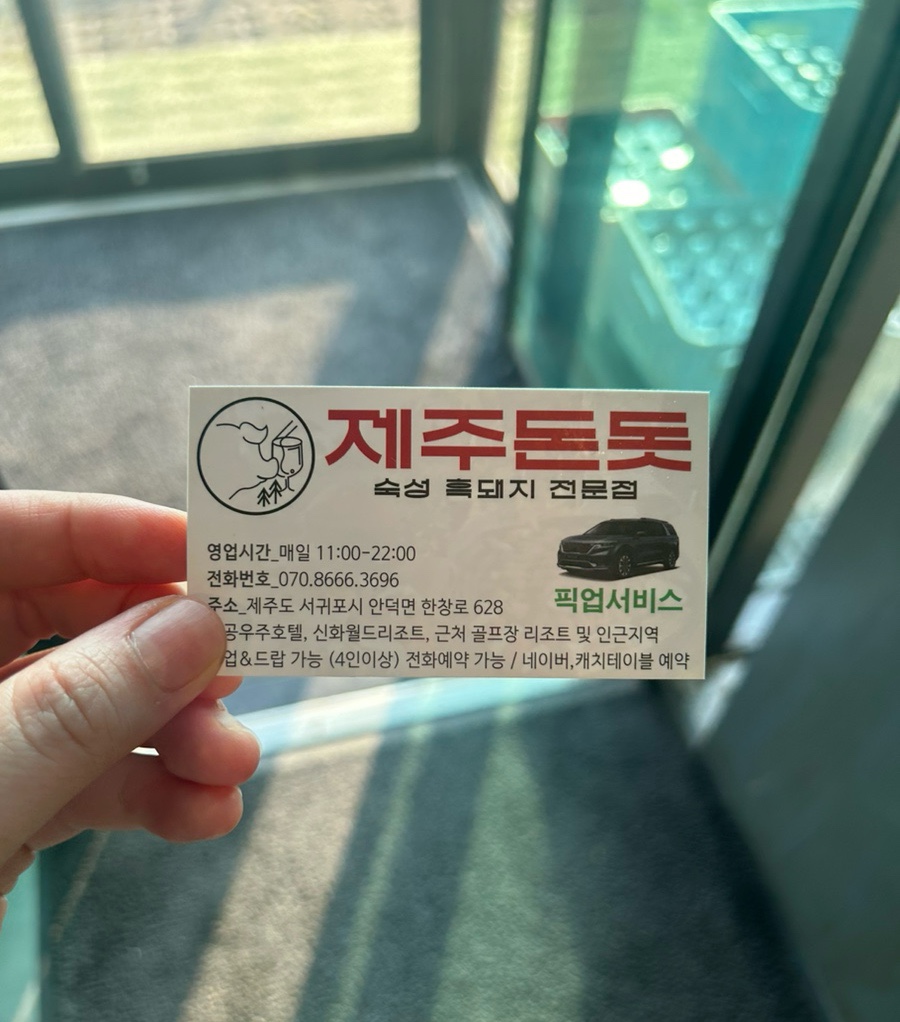 제주돈돗
숙성 흑돼지 전문점
영업시간_매일 11:00-22:00
전화번호_070.8666.3696
주소_제주도 서귀포시 안덕면 한창로 628
픽업서비스
공우주호텔, 신화월드리조트, 근처 골프장 리조트 및 인근지역
업&드랍 가능 (4인이상) 전화예약 가능 / 네이버,캐치테이블 예약